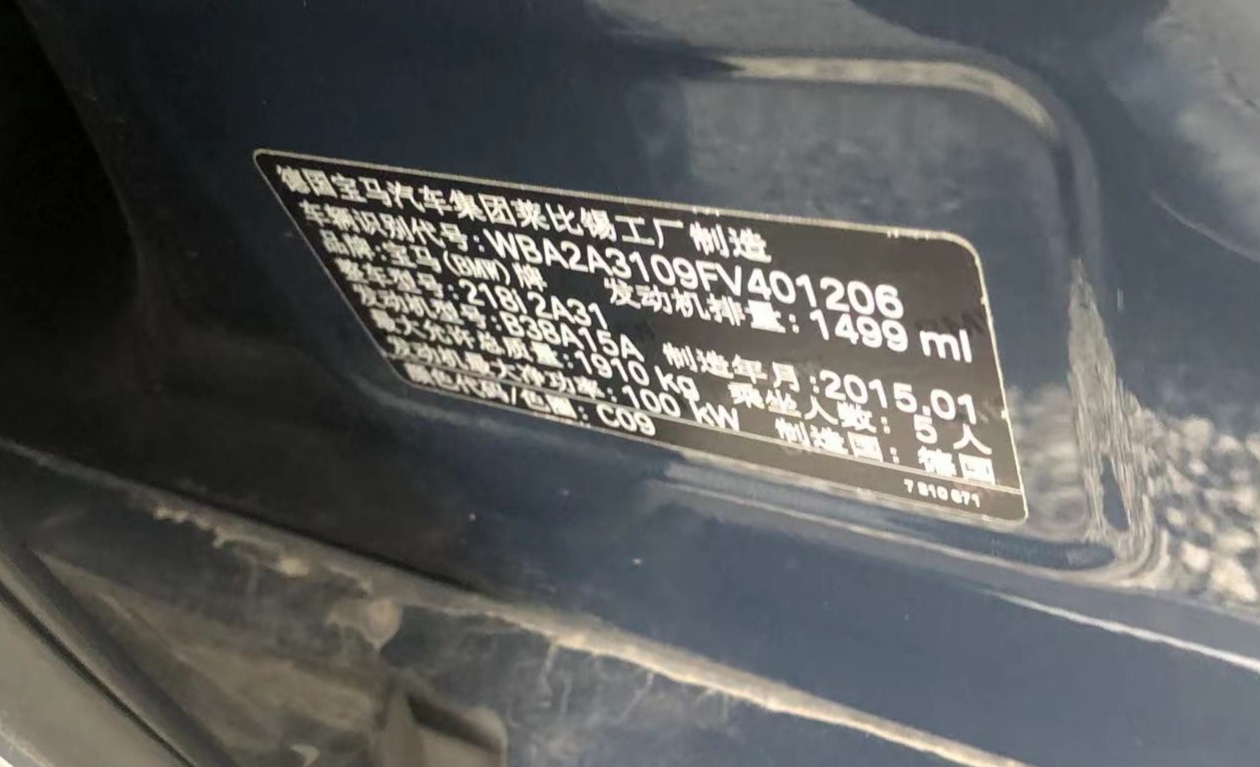 德国宝马汽车集团莱比锡工厂制造
车辆识别代号:WBA2A3109FV401206
品牌:宝马(BMW)牌 发动机排量:1499 ml
整车型号:218i 2A31
发动机型号:B38A15A 制造年月:2015.01
最大允许总质量:1910 kg 乘坐人数:5 人
发动机最大净功率:100 kW 制造国:德国
颜色代码/色圈:C09
7 310 671